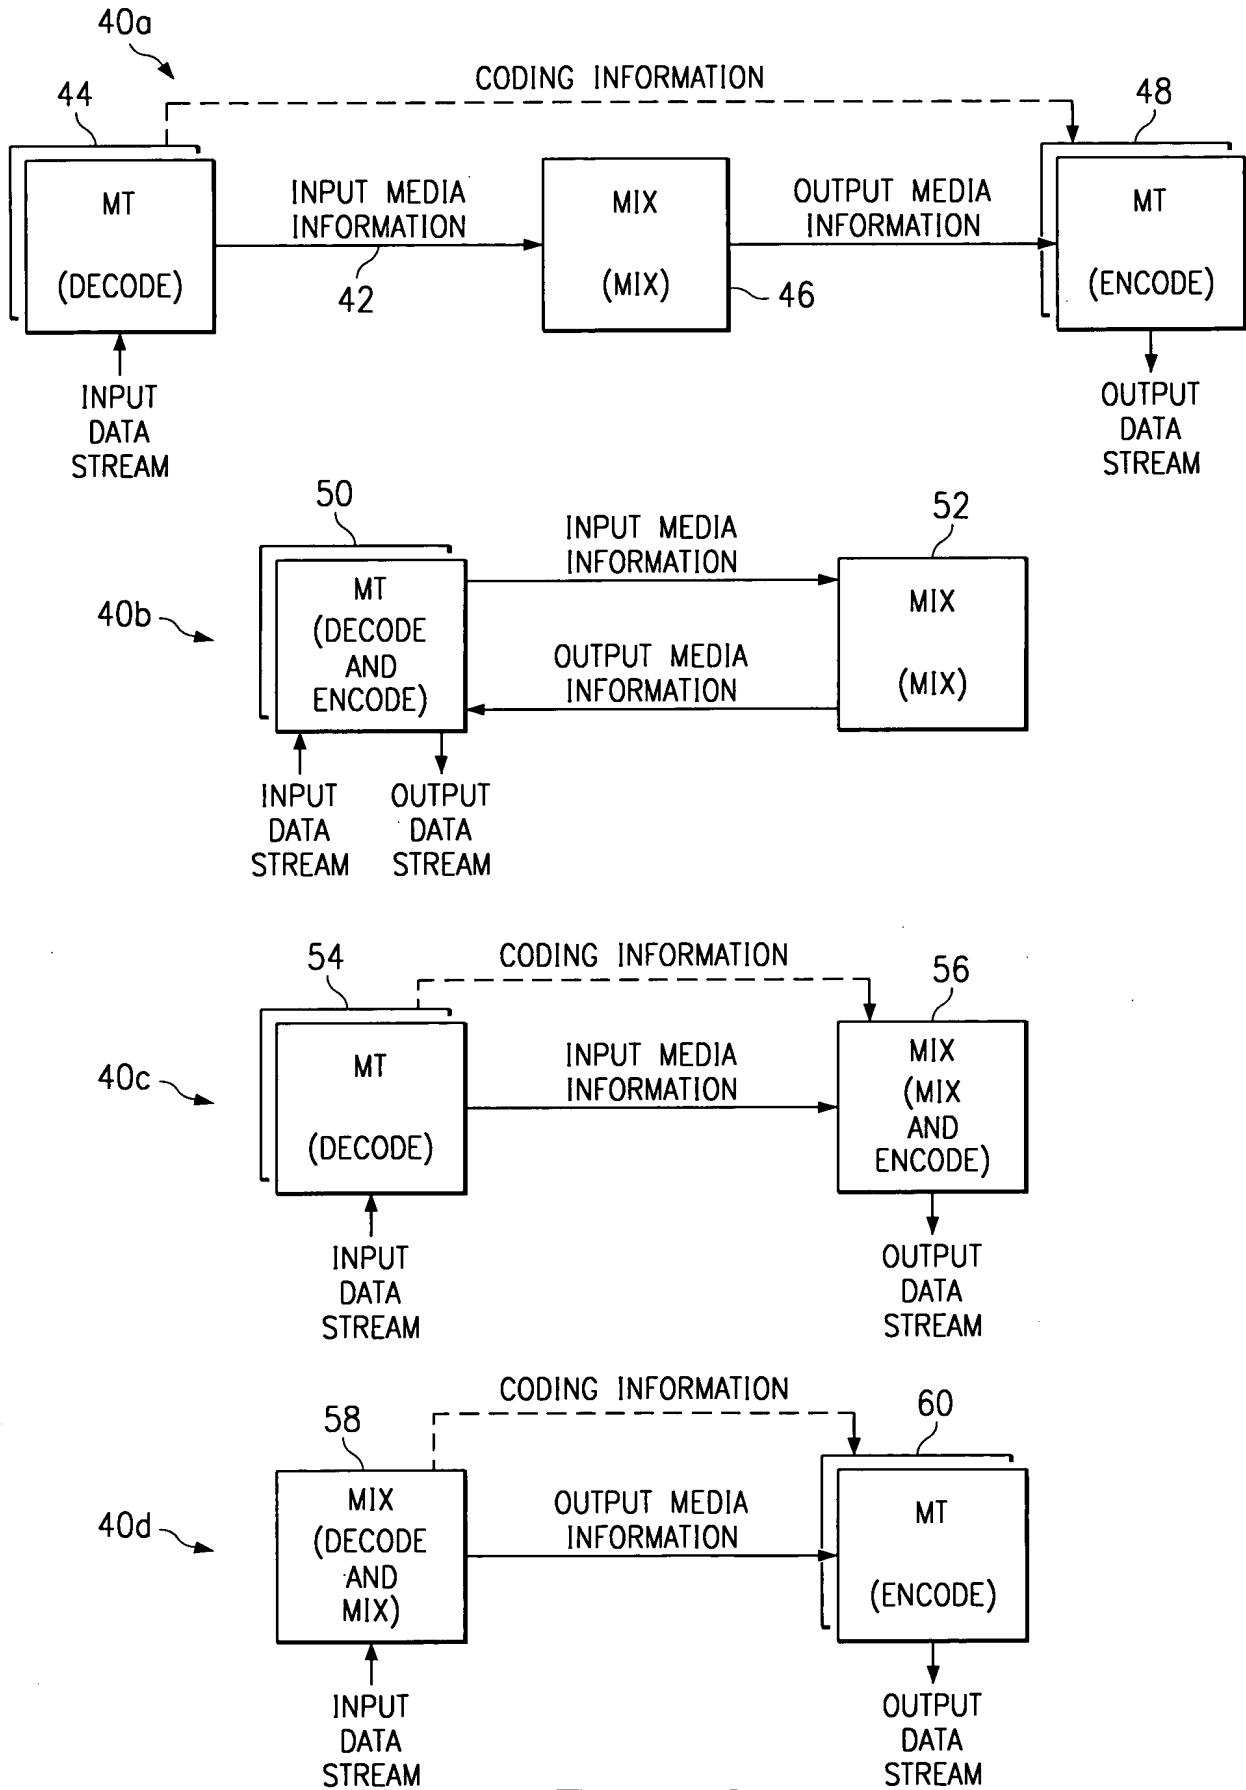 40a
CODING INFORMATION
44
48
MT
(DECODE)
INPUT MEDIA
INFORMATION
42
MIX
(MIX)
46
OUTPUT MEDIA
INFORMATION
MT
(ENCODE)
INPUT
DATA
STREAM
OUTPUT
DATA
STREAM
40b
50
MT
(DECODE
AND
ENCODE)
INPUT MEDIA
INFORMATION
OUTPUT MEDIA
INFORMATION
52
MIX
(MIX)
INPUT
DATA
STREAM
OUTPUT
DATA
STREAM
40c
54
CODING INFORMATION
56
MT
(DECODE)
INPUT MEDIA
INFORMATION
MIX
(MIX
AND
ENCODE)
INPUT
DATA
STREAM
OUTPUT
DATA
STREAM
40d
58
CODING INFORMATION
60
MIX
(DECODE
AND
MIX)
OUTPUT MEDIA
INFORMATION
MT
(ENCODE)
INPUT
DATA
STREAM
OUTPUT
DATA
STREAM